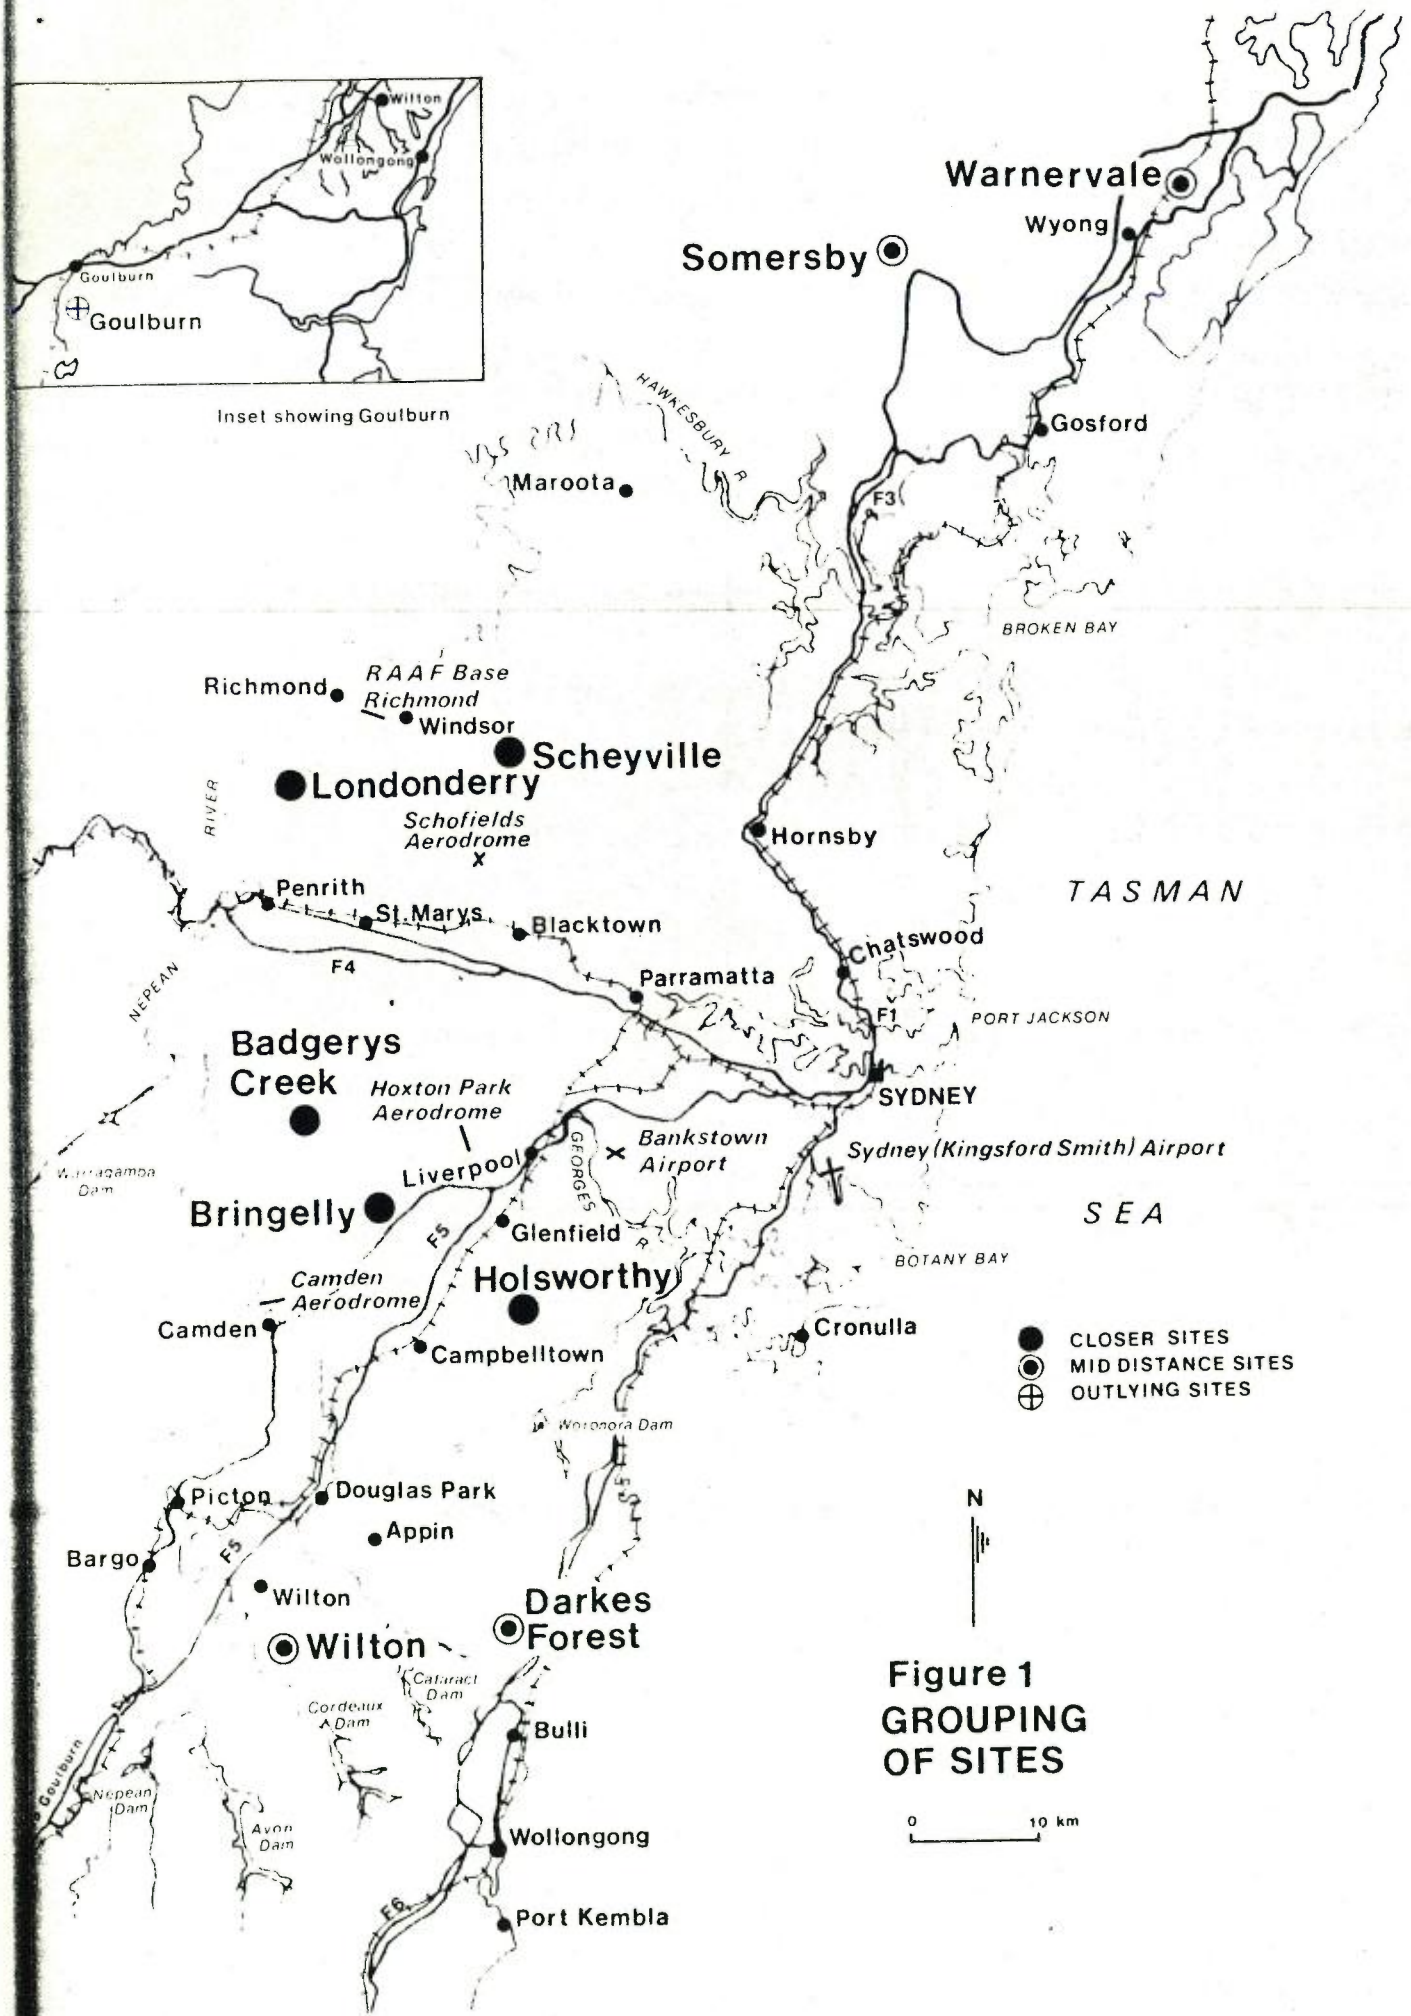 Wilton
Wollongong
Goulburn
Goulburn
Inset showing Goulburn
Warnervale
Wyong
Somersby
HAWKESBURY R
Gosford
Maroota
F3
BROKEN BAY
Richmond
RAAF Base
Richmond
Windsor
Scheyville
Londonderry
RIVER
Schofields
Aerodrome
Hornsby
TASMAN
Penrith
St.Marys
Blacktown
Chatswood
F4
Parramatta
NEPEAN
F1
PORT JACKSON
Badgerys
Creek
Hoxton Park
Aerodrome
SYDNEY
GEORGES
R
Bankstown
Airport
Sydney (Kingsford Smith) Airport
Liverpool
Warragamba
Dam
SEA
Bringelly
F5
Glenfield
BOTANY BAY
Holsworthy
Camden
Aerodrome
Camden
Cronulla
Campbelltown
CLOSER SITES
MID DISTANCE SITES
OUTLYING SITES
Woronora Dam
Picton
Douglas Park
N
Appin
Bargo
F5
Wilton
Darkes
Forest
Wilton
Cataract
Dam
Cordeaux
Dam
Figure 1
GROUPING
OF SITES
Bulli
Goulburn
Nepean
Dam
Avon
Dam
0 10 km
Wollongong
F6
Port Kembla